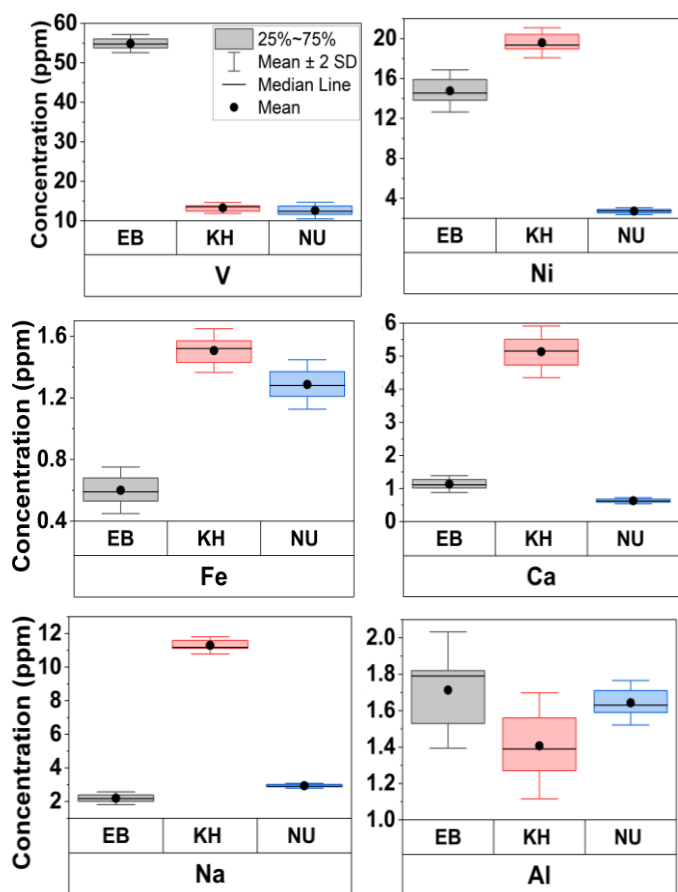 Concentration (ppm)
60
50
40
30
20
10
25%~75%
Mean ± 2 SD
Median Line
Mean
EB KH NU
V
20
16
12
8
4
EB KH NU
Ni
Concentration (ppm)
1.6
1.2
0.8
0.4
EB KH NU
Fe
6
5
4
3
2
1
0
EB KH NU
Ca
Concentration (ppm)
12
10
8
6
4
2
EB KH NU
Na
2.0
1.8
1.6
1.4
1.2
1.0
EB KH NU
Al